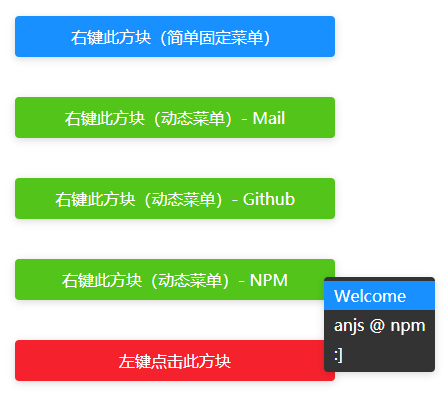 右键此方块（简单固定菜单）
右键此方块（动态菜单）- Mail
右键此方块（动态菜单）- Github
右键此方块（动态菜单）- NPM
Welcome
anjs @ npm
:]
左键点击此方块